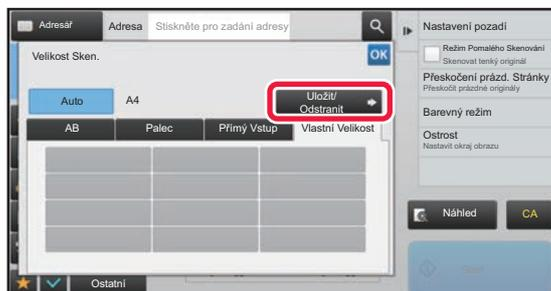 Adresář
Adresa
Stiskněte pro zadání adresy
Velikost Sken.
OK
Auto
A4
Uložit/
Odstranit
AB
Palec
Přímý Vstup
Vlastní Velikost
Ostatní
Nastavení pozadí
Režim Pomalého Skenování
Skenovat tenký originál
Přeskočení prázd. Stránky
Přeskočit prázdné originály
Barevný režim
Ostrost
Nastavit okraj obrazu
Náhled
CA
Start